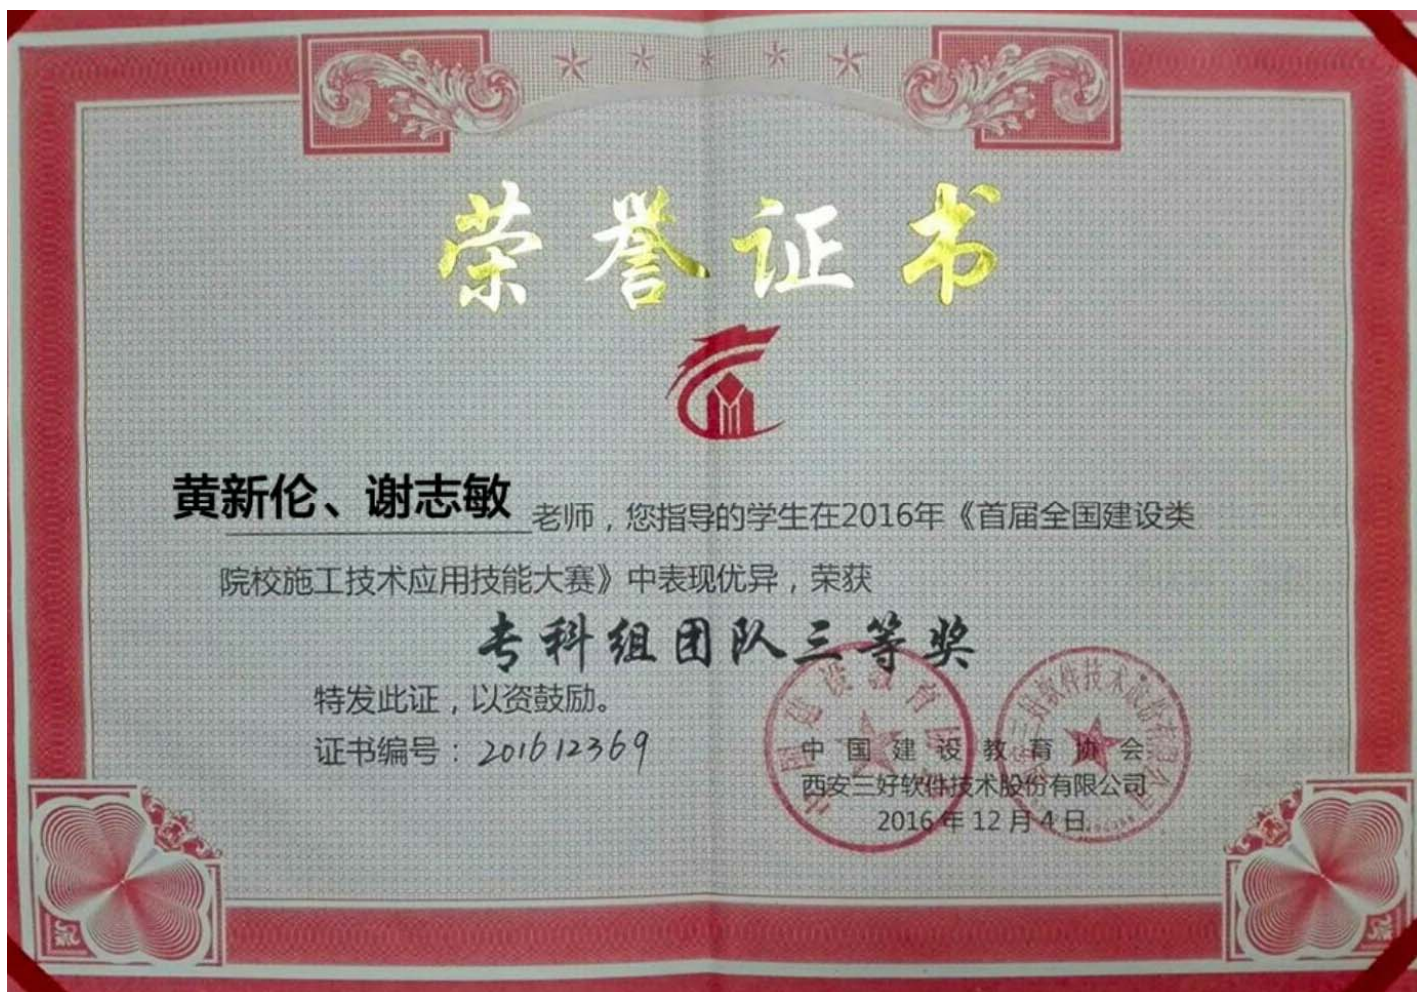 荣誉证书
黄新伦、谢志敏老师，您指导的学生在2016年《首届全国建设类
院校施工技术应用技能大赛》中表现优异，荣获
专科组团队三等奖
特发此证，以资鼓励。
证书编号：201612369
中国建设教育协会
西安三好软件技术股份有限公司
2016年12月4日